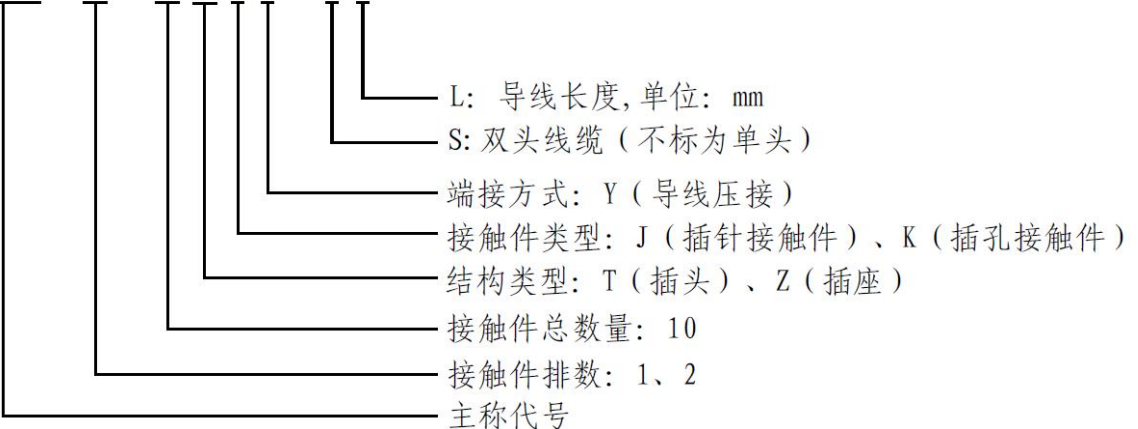 L: 导线长度,单位: mm
S:双头线缆(不标为单头)
端接方式: Y(导线压接)
接触件类型: J(插针接触件)、K(插孔接触件)
结构类型: T(插头)、Z(插座)
接触件总数量: 10
接触件排数: 1、2
主称代号